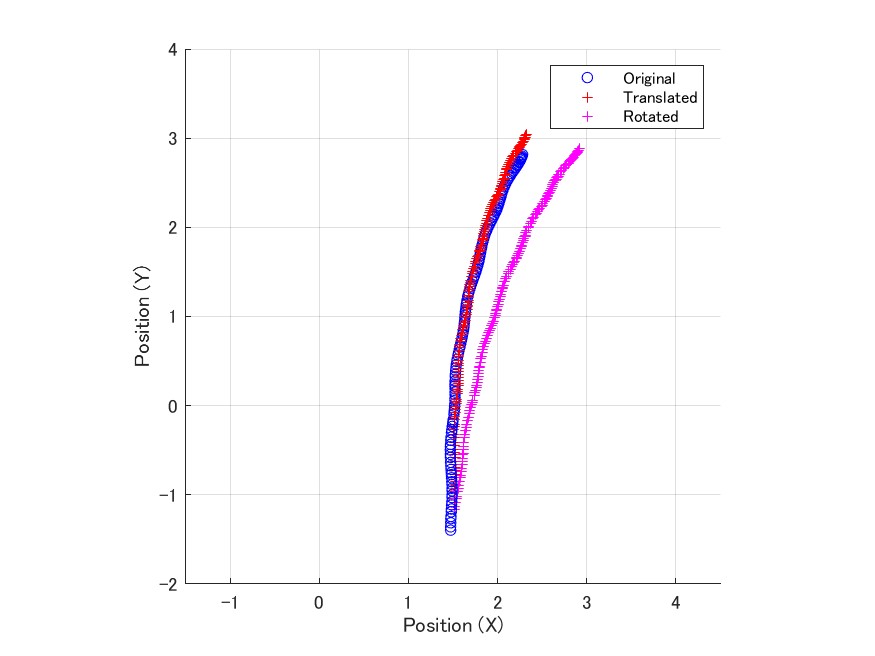 4
3
2
1
0
−1
−2
Position (Y)
Original
Translated
Rotated
−1 0 1 2 3 4
Position (X)